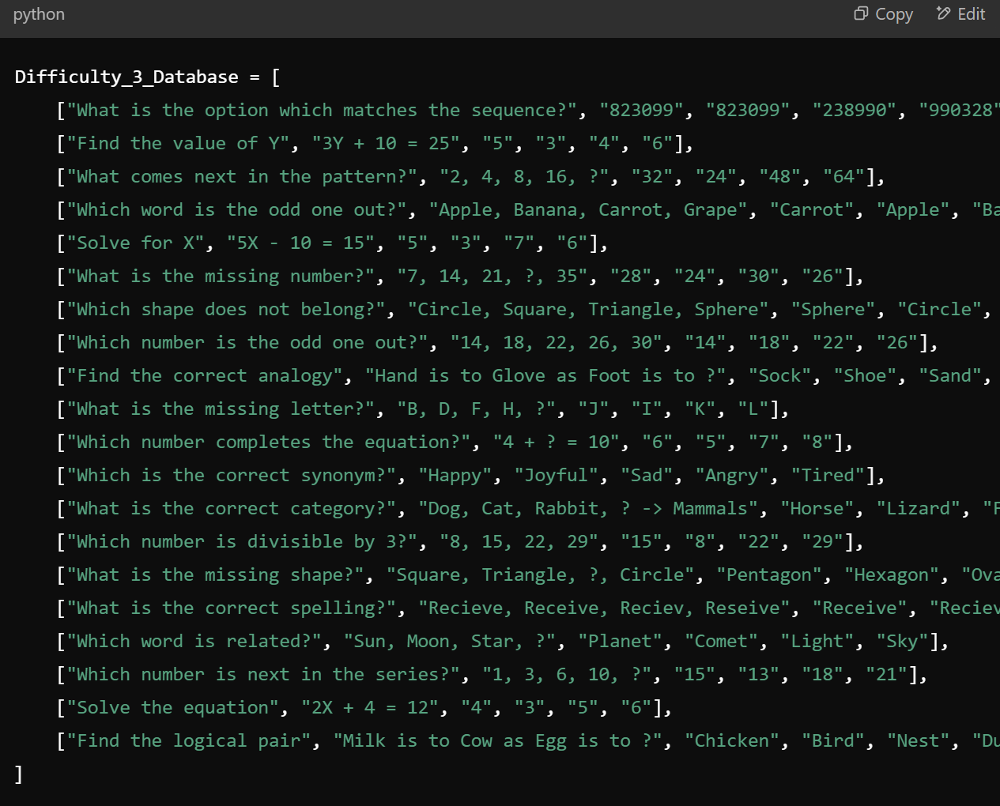 python
Copy
Edit
Difficulty_3_Database = [
["What is the option which matches the sequence?", "823099", "823099", "238990", "990328"
["Find the value of Y", "3Y + 10 = 25", "5", "3", "4", "6"],
["What comes next in the pattern?", "2, 4, 8, 16, ?", "32", "24", "48", "64"],
["Which word is the odd one out?", "Apple, Banana, Carrot, Grape", "Carrot", "Apple", "Ba
["Solve for X", "5X - 10 = 15", "5", "3", "7", "6"],
["What is the missing number?", "7, 14, 21, ?, 35", "28", "24", "30", "26"],
["Which shape does not belong?", "Circle, Square, Triangle, Sphere", "Sphere", "Circle",
["Which number is the odd one out?", "14, 18, 22, 26, 30", "14", "18", "22", "26"],
["Find the correct analogy", "Hand is to Glove as Foot is to ?", "Sock", "Shoe", "Sand",
["What is the missing letter?", "B, D, F, H, ?", "J", "I", "K", "L"],
["Which number completes the equation?", "4 + ? = 10", "6", "5", "7", "8"],
["Which is the correct synonym?", "Happy", "Joyful", "Sad", "Angry", "Tired"],
["What is the correct category?", "Dog, Cat, Rabbit, ? -> Mammals", "Horse", "Lizard", "F
["Which number is divisible by 3?", "8, 15, 22, 29", "15", "8", "22", "29"],
["What is the missing shape?", "Square, Triangle, ?, Circle", "Pentagon", "Hexagon", "Ova
["What is the correct spelling?", "Recieve, Receive, Reciev, Reseive", "Receive", "Reciev
["Which word is related?", "Sun, Moon, Star, ?", "Planet", "Comet", "Light", "Sky"],
["Which number is next in the series?", "1, 3, 6, 10, ?", "15", "13", "18", "21"],
["Solve the equation", "2X + 4 = 12", "4", "3", "5", "6"],
["Find the logical pair", "Milk is to Cow as Egg is to ?", "Chicken", "Bird", "Nest", "Du
]